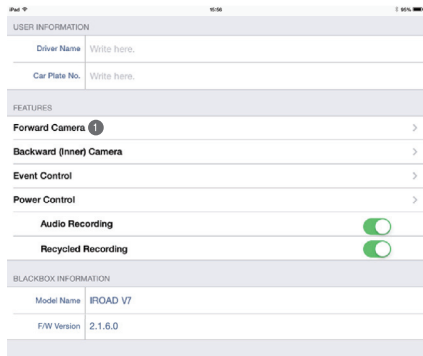 iPad 15:56 95%
USER INFORMATION
Driver Name Write here.
Car Plate No. Write here.
FEATURES
Forward Camera 1
Backward (Inner) Camera
Event Control
Power Control
Audio Recording
Recycled Recording
BLACKBOX INFORMATION
Model Name IROAD V7
F/W Version 2.1.6.0